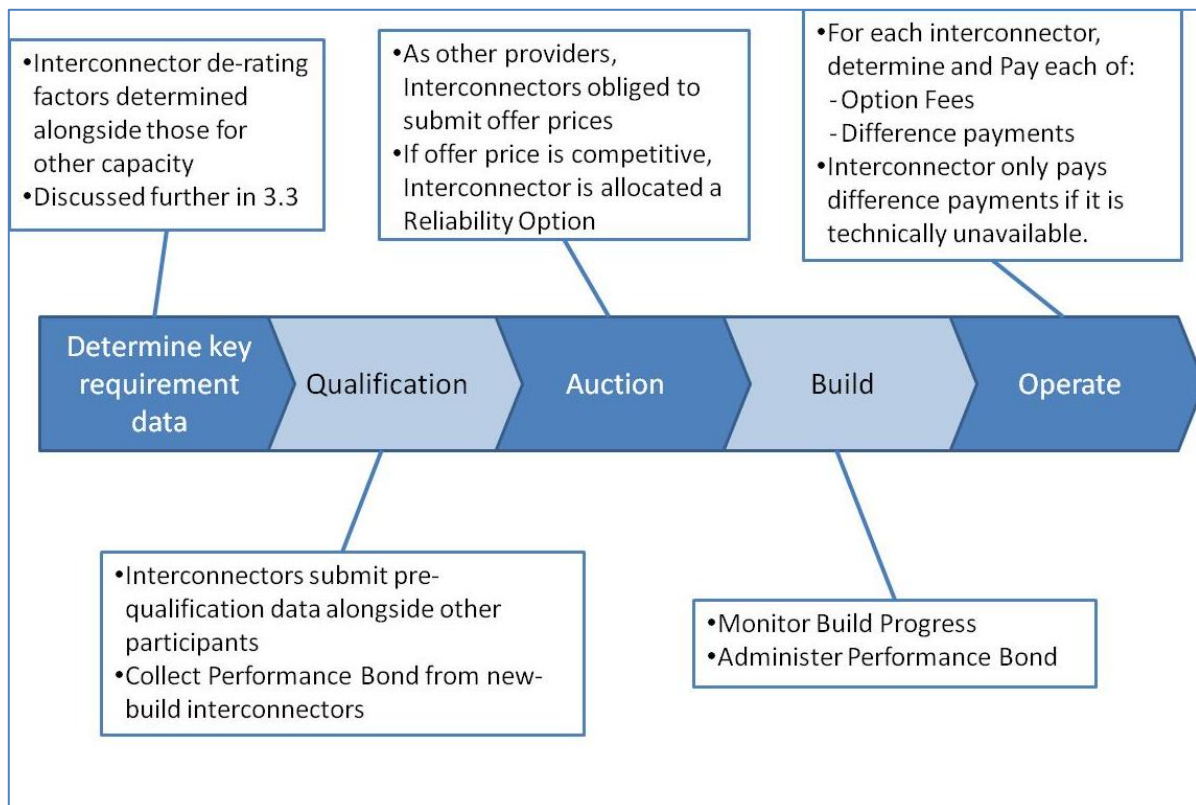 •Interconnector de-rating
factors determined
alongside those for
other capacity
•Discussed further in 3.3
•As other providers,
Interconnectors obliged to
submit offer prices
•If offer price is competitive,
Interconnector is allocated a
Reliability Option
•For each interconnector,
determine and Pay each of:
- Option Fees
- Difference payments
•Interconnector only pays
difference payments if it is
technically unavailable.
Determine key
requirement
data
Qualification
Auction
Build
Operate
•Interconnectors submit pre-
qualification data alongside other
participants
•Collect Performance Bond from new-
build interconnectors
•Monitor Build Progress
•Administer Performance Bond